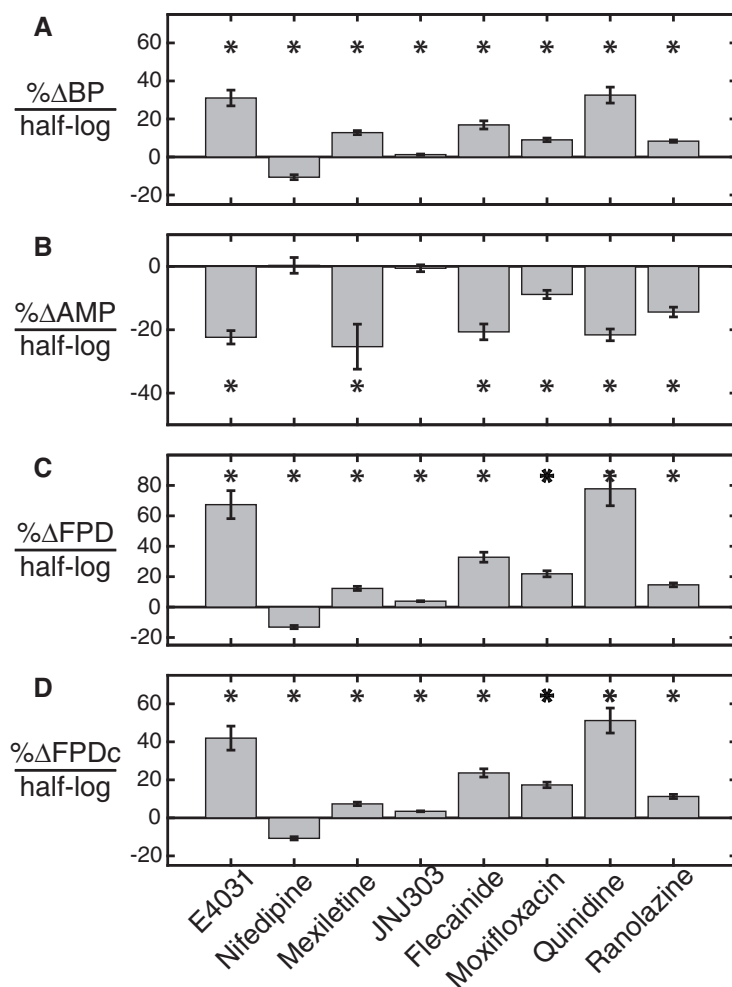 A
%ΔBP
half-log
60
40
20
0
-20
* * * * * * * *
B
%ΔAMP
half-log
0
-20
-40
* * * * * *
C
%ΔFPD
half-log
80
60
40
20
0
-20
* * * * * * * *
D
%ΔFPDc
half-log
60
40
20
0
-20
* * * * * * * *
E4031
Nifedipine
Mexiletine
JNJ303
Flecainide
Moxifloxacin
Quinidine
Ranolazine